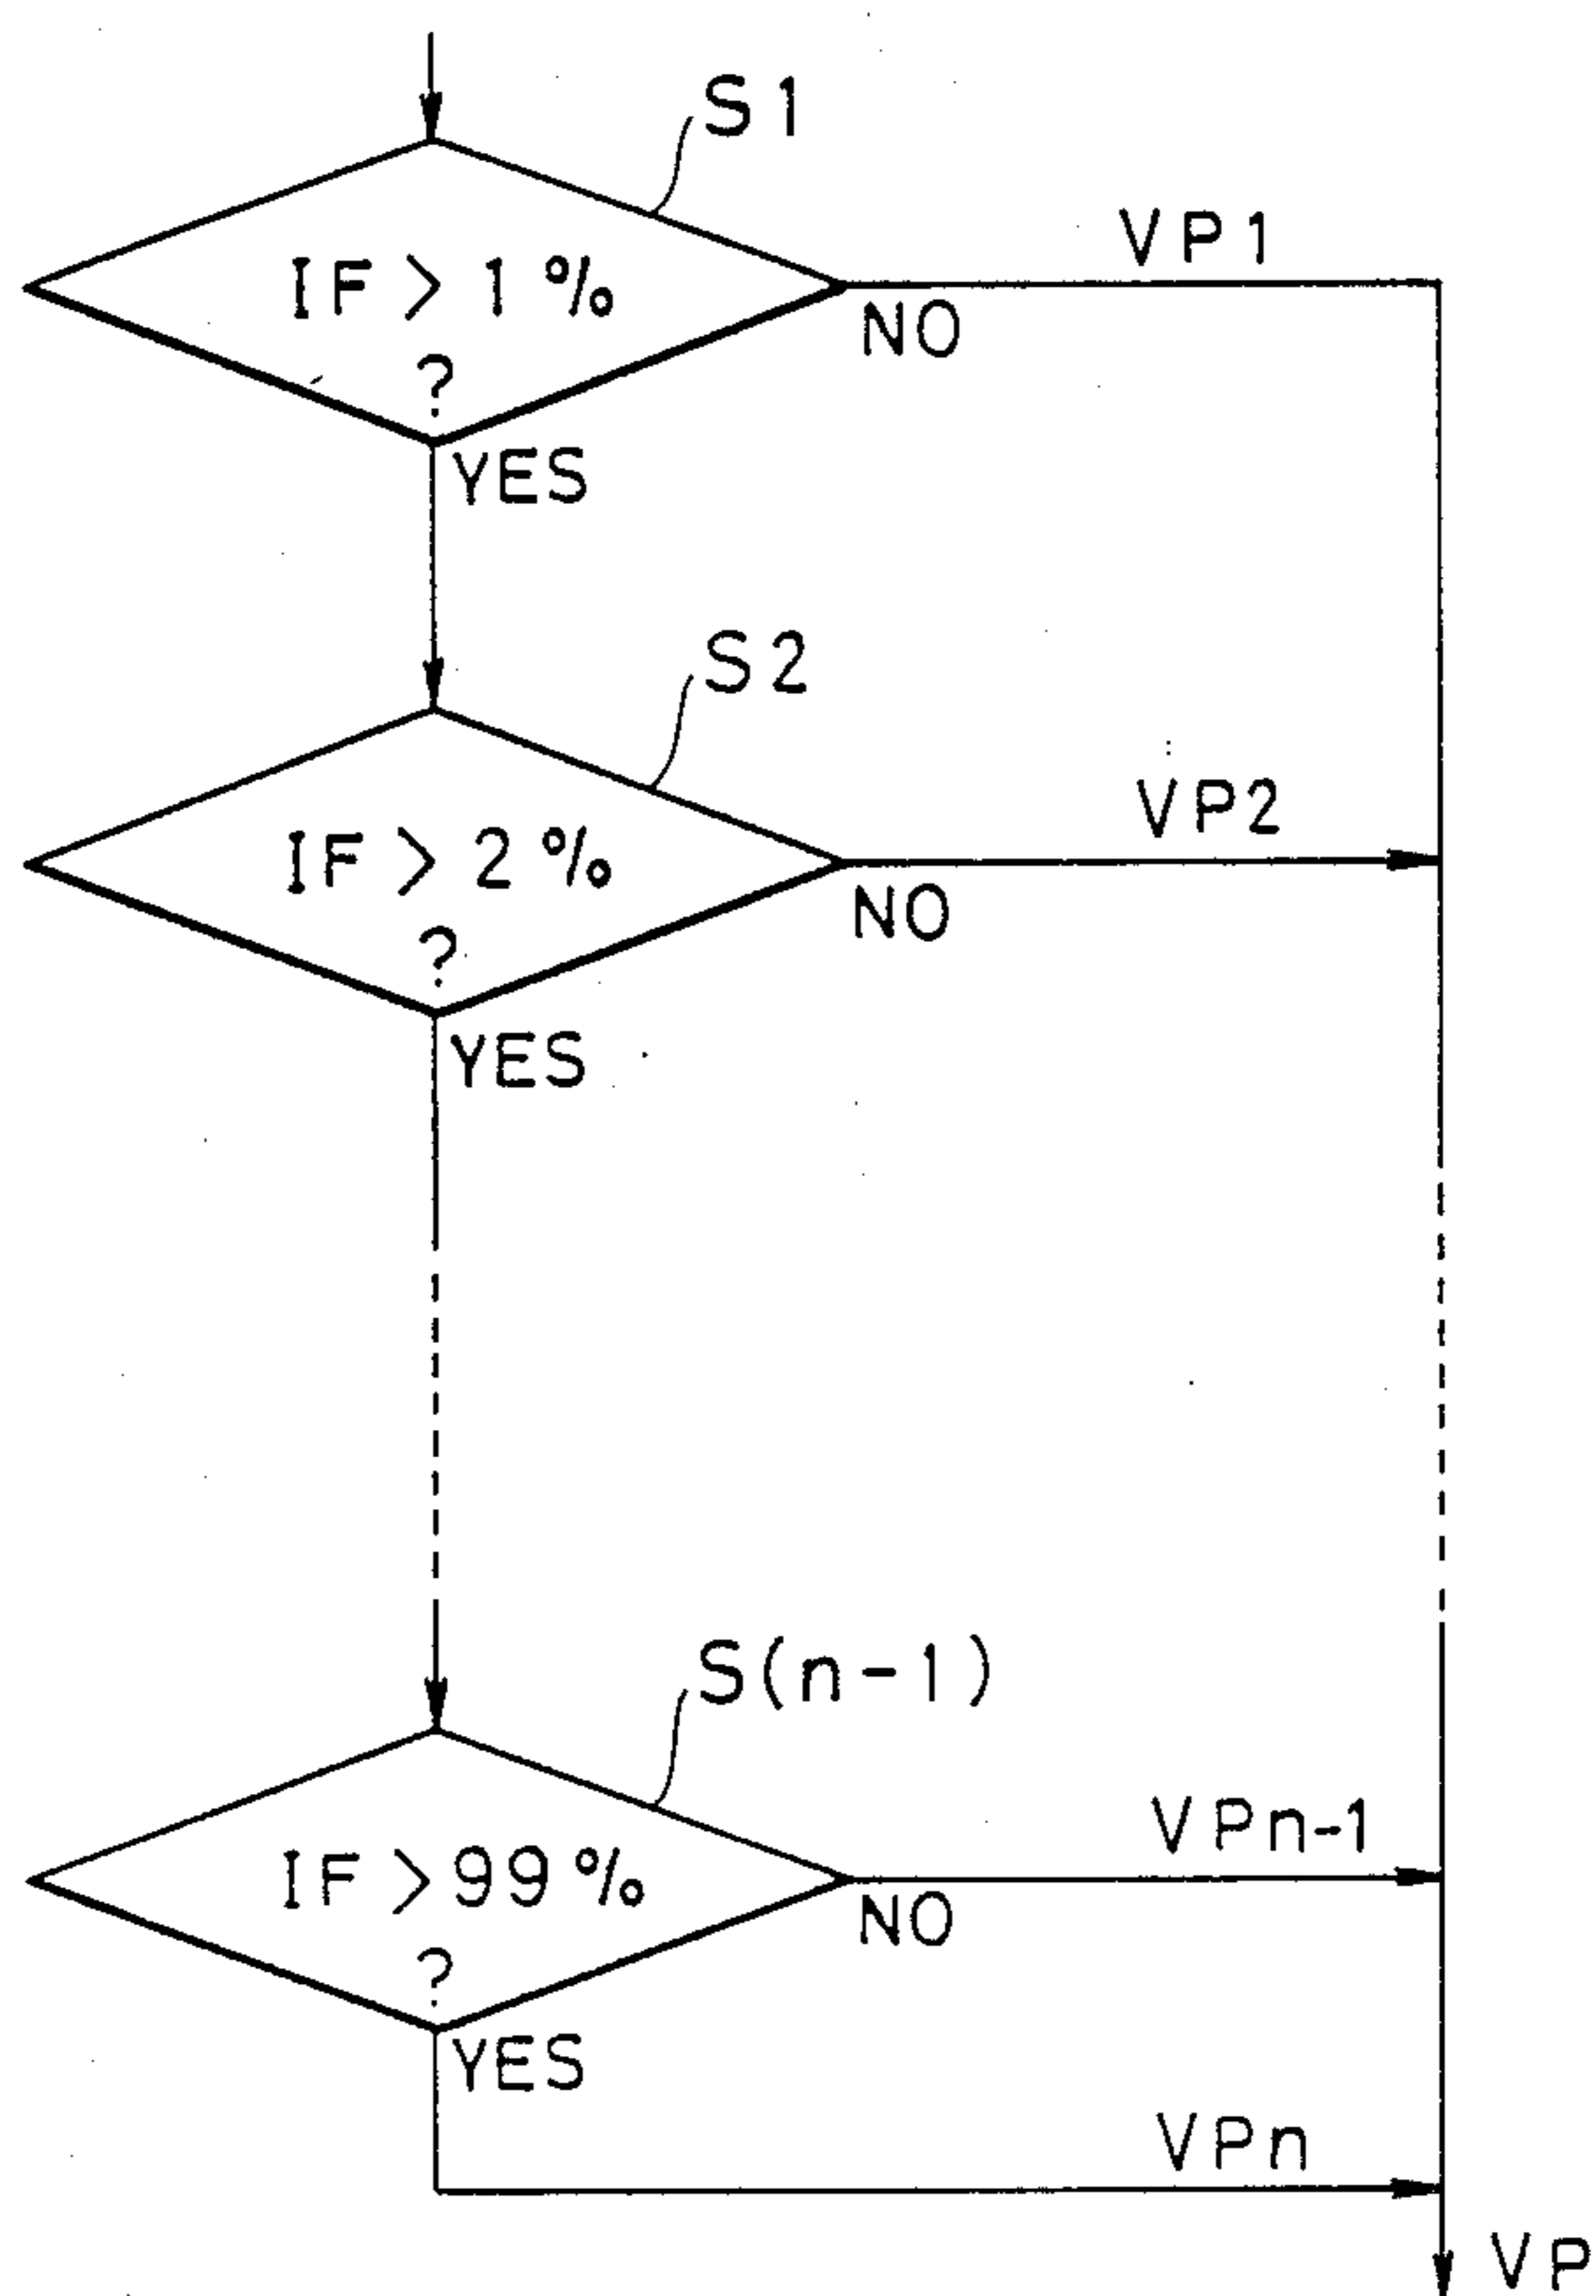 S1
VP1
IF > 1%
?
NO
YES
S2
VP2
IF > 2%
?
NO
YES
S(n-1)
VPn-1
IF > 99%
?
NO
YES
VPn
VP